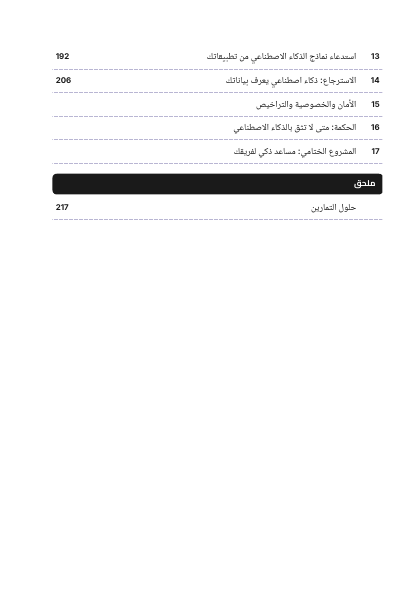 13 استدعاء نماذج الذكاء الاصطناعي من تطبيقاتك 192
14 الاسترجاع: ذكاء اصطناعي يعرف بياناتك 206
15 الأمان والخصوصية والتراخيص
16 الحكمة: متى لا تثق بالذكاء الاصطناعي
17 المشروع الختامي: مساعد ذكي لفريقك
ملحق
حلول التمارين 217